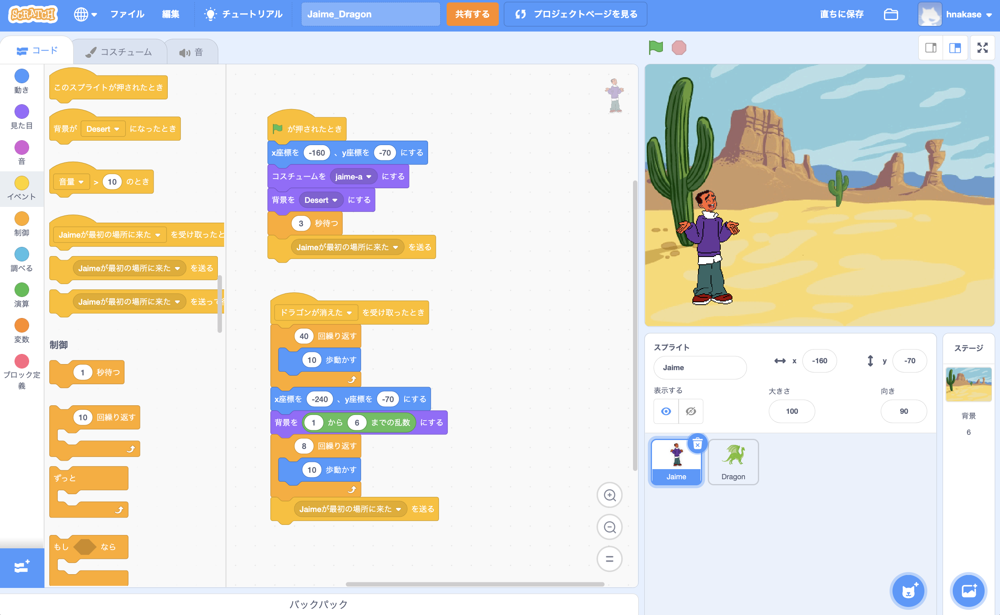 SCRATCH
ファイル
編集
チュートリアル
Jaime_Dragon
共有する
プロジェクトページを見る
直ちに保存
hnakase
コード
コスチューム
音
動き
見た目
音
イベント
制御
調べる
演算
変数
ブロック定
義
このスプライトが押されたとき
背景が Desert になったとき
音量 > 10 のとき
Jaimeが最初の場所に来た を受け取ったと
Jaimeが最初の場所に来た を送る
Jaimeが最初の場所に来た を送って
制御
1 秒待つ
10 回繰り返す
ずっと
もし なら
が押されたとき
x座標を -160 、y座標を -70 にする
コスチュームを jaime-a にする
背景を Desert にする
3 秒待つ
Jaimeが最初の場所に来た を送る
ドラゴンが消えた を受け取ったとき
40 回繰り返す
10 歩動かす
x座標を -240 、y座標を -70 にする
背景を 1 から 6 までの乱数 にする
8 回繰り返す
10 歩動かす
Jaimeが最初の場所に来た を送る
バックパック
スプライト
Jaime
x -160
y -70
表示する
大きさ
100
向き
90
Jaime
Dragon
ステージ
背景
6